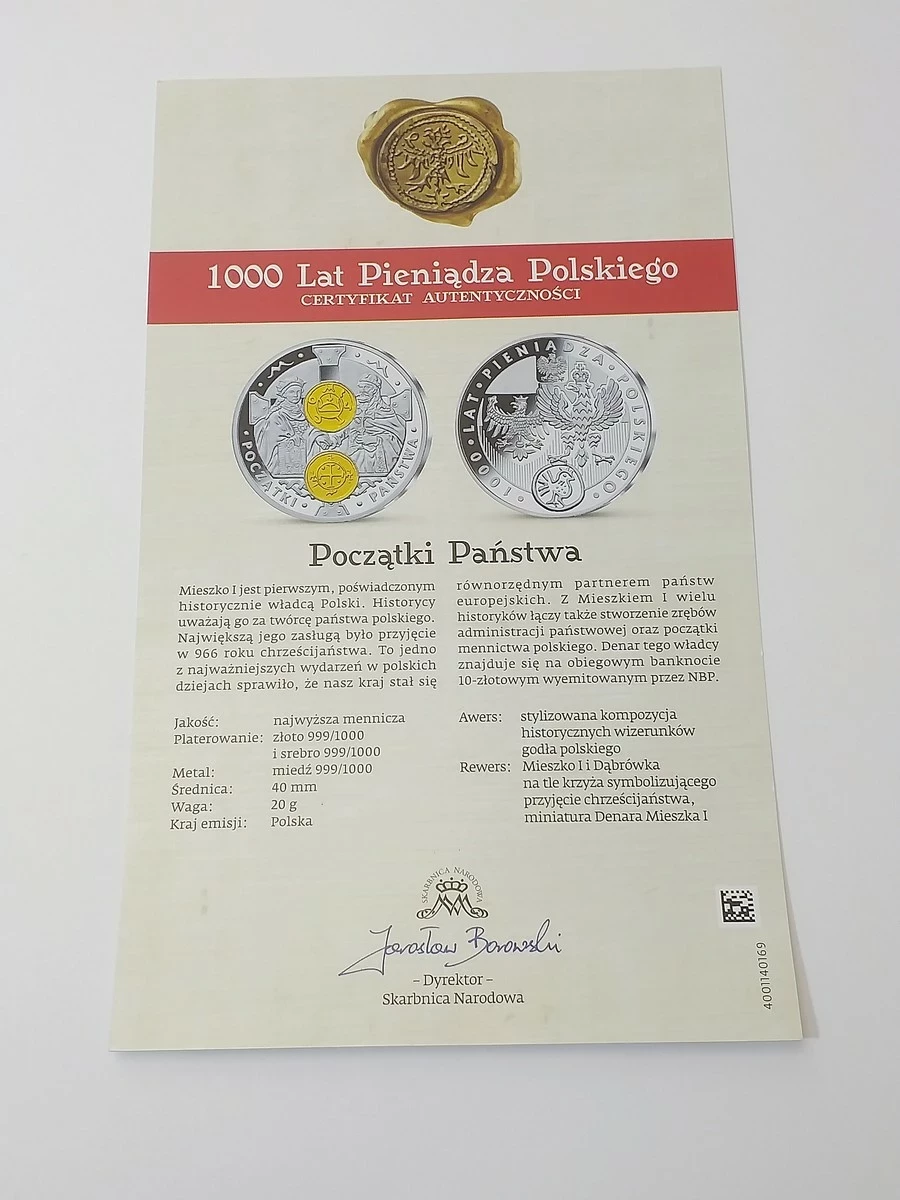 1000 Lat Pieniądza Polskiego
CERTYFIKAT AUTENTYCZNOŚCI
• M • M •
POCZĄTKI • PAŃSTWA
1000 • LAT • PIENIĄDZA • POLSKIEGO
Początki Państwa
Mieszko I jest pierwszym, poświadczonym
historycznie władcą Polski. Historycy
uważają go za twórcę państwa polskiego.
Największą jego zasługą było przyjęcie
w 966 roku chrześcijaństwa. To jedno
z najważniejszych wydarzeń w polskich
dziejach sprawiło, że nasz kraj stał się
równorzędnym partnerem państw
europejskich. Z Mieszkiem I wielu
historyków łączy także stworzenie zrębów
administracji państwowej oraz początki
mennictwa polskiego. Denar tego władcy
znajduje się na obiegowym banknocie
10-złotowym wyemitowanym przez NBP.
Jakość: najwyższa mennicza
Platerowanie: złoto 999/1000
i srebro 999/1000
Metal: miedź 999/1000
Średnica: 40 mm
Waga: 20 g
Kraj emisji: Polska
Awers: stylizowana kompozycja
historycznych wizerunków
godła polskiego
Rewers: Mieszko I i Dąbrówka
na tle krzyża symbolizującego
przyjęcie chrześcijaństwa,
miniatura Denara Mieszka I
SKARBNICA NARODOWA
Jarosław Borowski
– Dyrektor –
Skarbnica Narodowa
4001140169